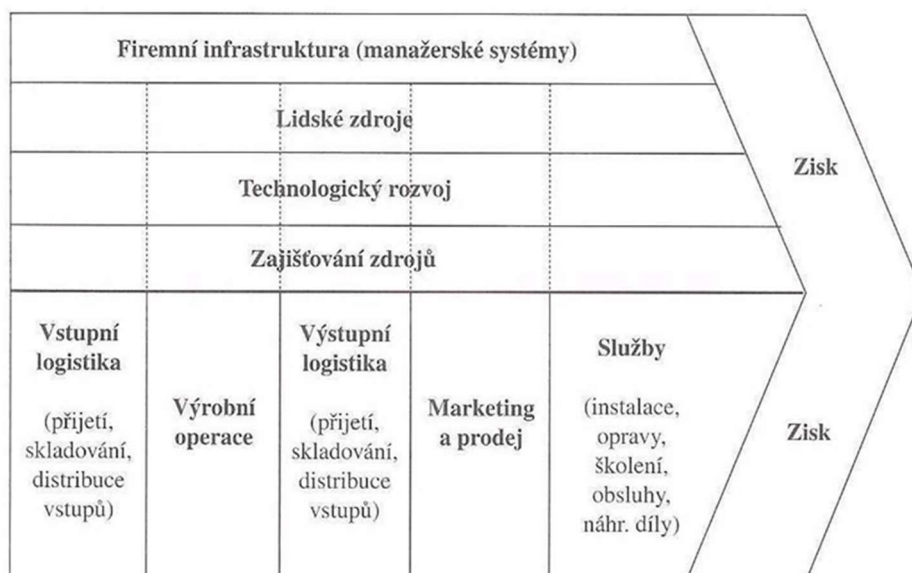 Firemní infrastruktura (manažerské systémy)
Lidské zdroje
Technologický rozvoj
Zajišťování zdrojů
Zisk
Vstupní
logistika
(přijetí,
skladování,
distribuce
vstupů)
Výrobní
operace
Výstupní
logistika
(přijetí,
skladování,
distribuce
vstupů)
Marketing
a prodej
Služby
(instalace,
opravy,
školení,
obsluhy,
náhr. díly)
Zisk